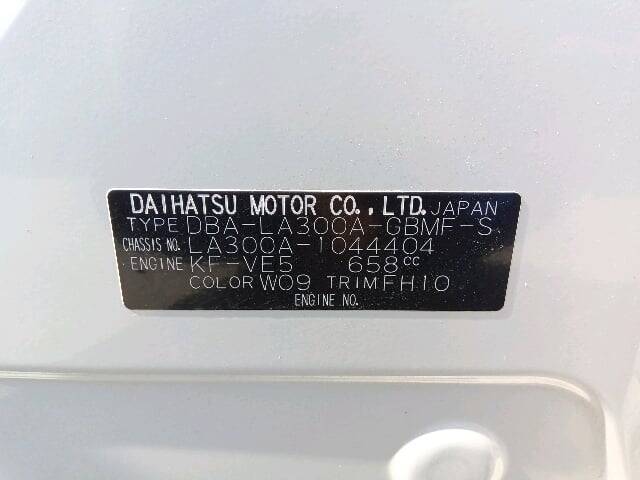 DAIHATSU MOTOR CO., LTD. JAPAN
TYPE DBA-LA300A-GBMF-S
CHASSIS NO. LA300A-1044404
ENGINE KF-VE5 658cc
COLOR W09 TRIM FH10
ENGINE NO.